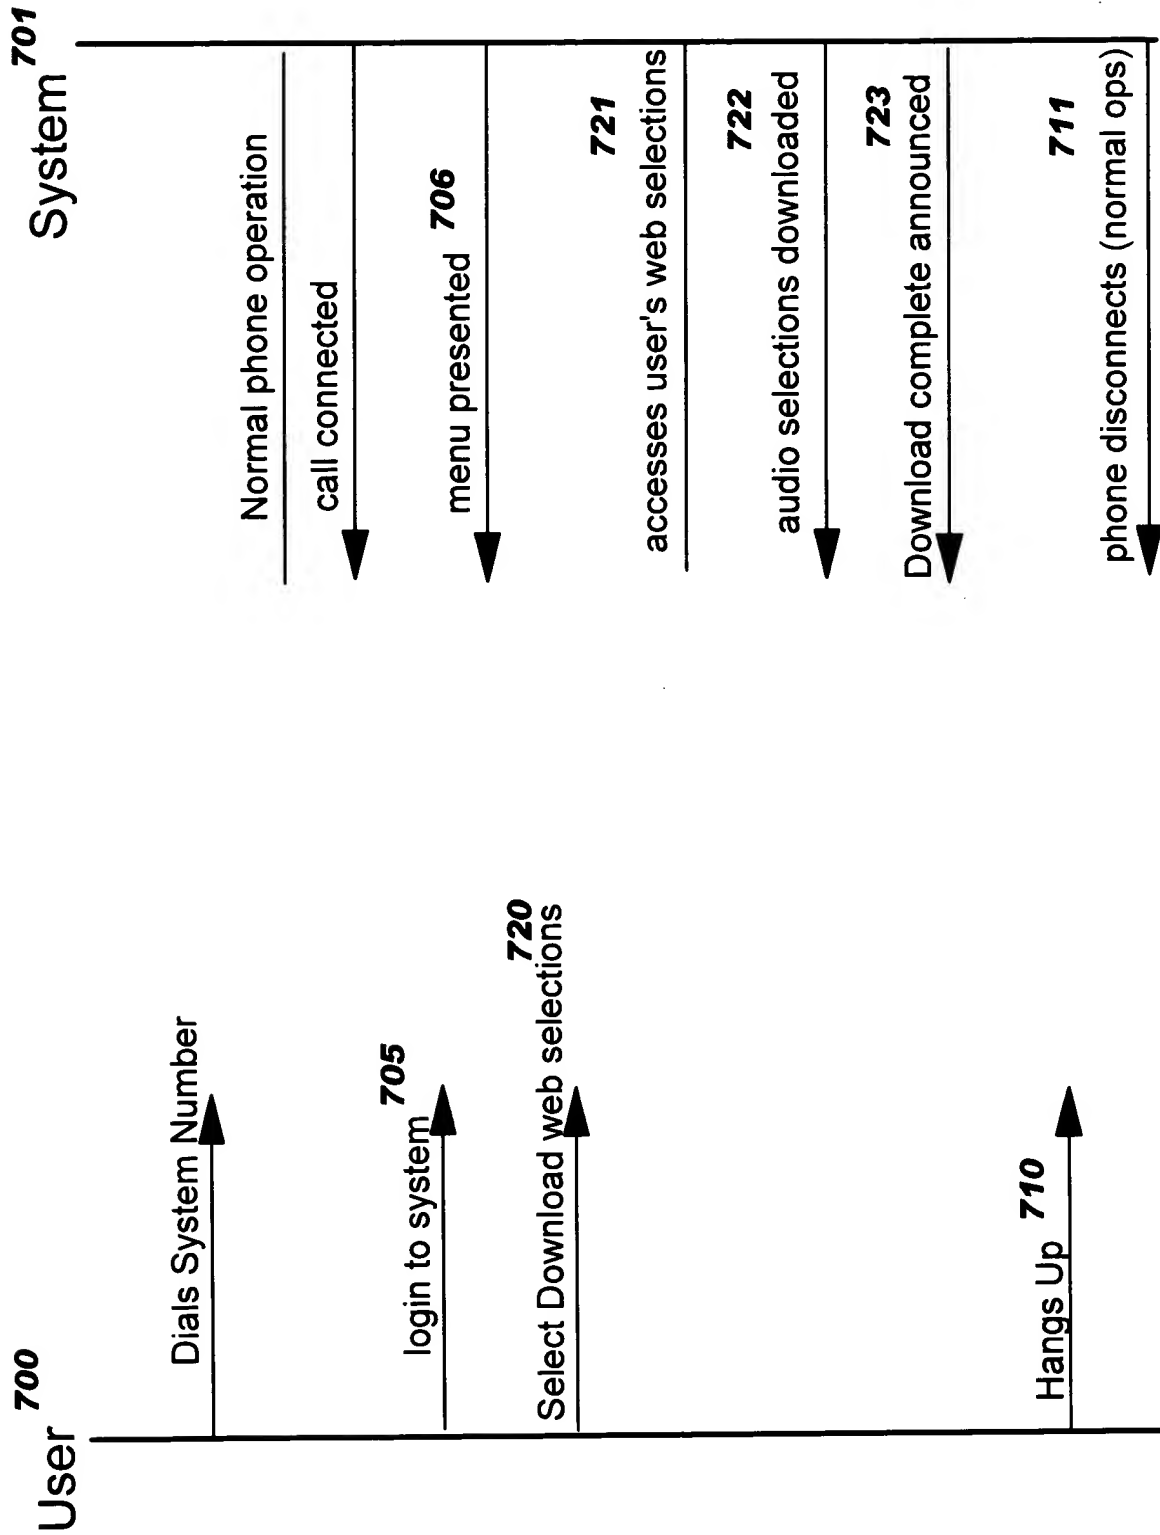 User 700
System 701
Dials System Number
Normal phone operation
call connected
login to system 705
menu presented 706
Select Download web selections 720
accesses user's web selections 721
audio selections downloaded 722
Download complete announced 723
Hangs Up 710
phone disconnects (normal ops) 711